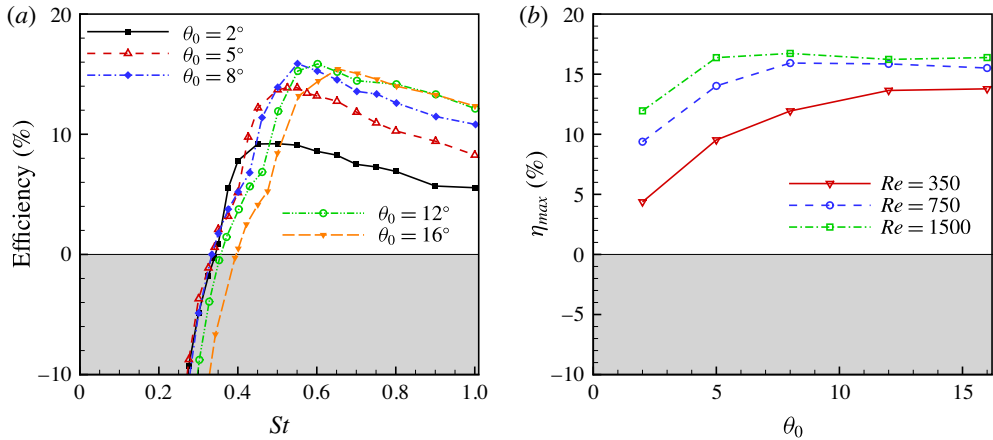 (a)
20
10
0
−10
Efficiency (%)
θ0 = 2°
θ0 = 5°
θ0 = 8°
θ0 = 12°
θ0 = 16°
0 0.2 0.4 0.6 0.8 1.0
St
(b)
20
15
10
5
0
−5
−10
ηmax (%)
Re = 350
Re = 750
Re = 1500
0 5 10 15
θ0